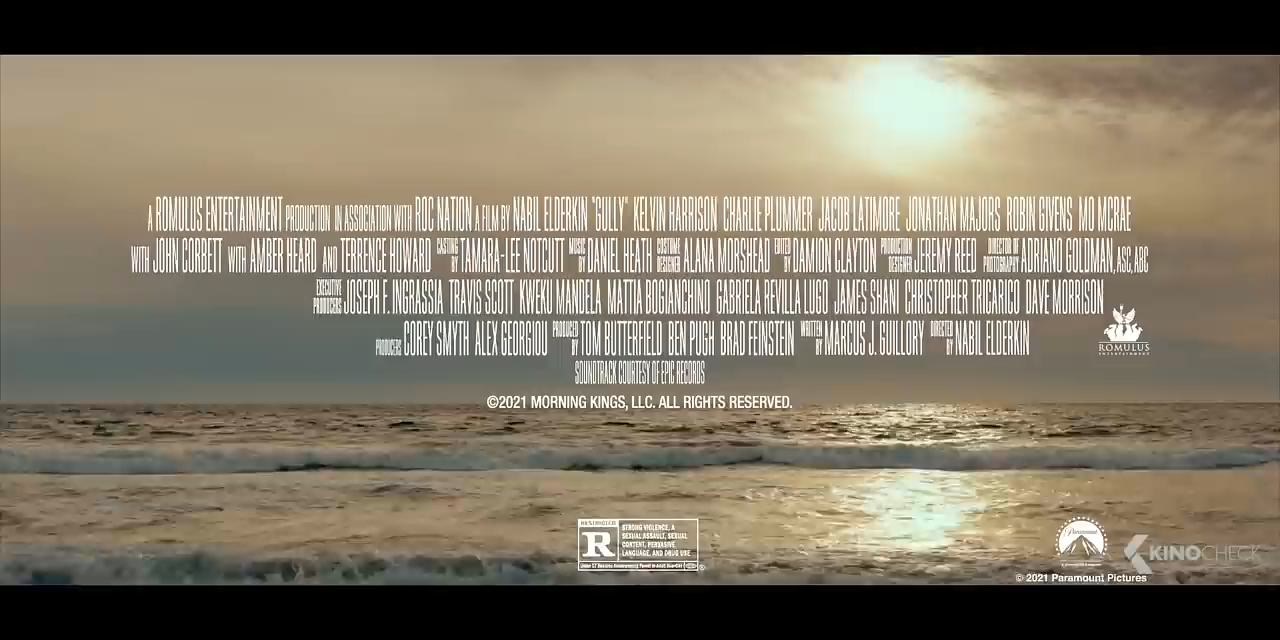 A ROMULUS ENTERTAINMENT PRODUCTION IN ASSOCIATION WITH ROC NATION A FILM BY NABIL ELDERKIN "GULLY" KELVIN HARRISON CHARLIE PLUMMER JACOB LATIMORE JONATHAN MAJORS ROBIN GIVENS MO MCRAE
WITH JOHN CORBETT WITH AMBER HEARD AND TERRENCE HOWARD CASTING BY TAMARA-LEE NOTCUTT MUSIC BY DANIEL HEATH COSTUME DESIGNER ALANA MORSHEAD EDITED BY DAMION CLAYTON PRODUCTION DESIGNER JEREMY REED DIRECTOR OF PHOTOGRAPHY ADRIANO GOLDMAN, ASC, ABC
EXECUTIVE PRODUCERS JOSEPH F. INGRASSIA TRAVIS SCOTT KWEKU MANDELA MATTIA BOGIANCHINO GABRIELA REVILLA LUGO JAMES SHANI CHRISTOPHER TRICARICO DAVE MORRISON
PRODUCERS COREY SMYTH ALEX GEORGIOU PRODUCED BY TOM BUTTERFIELD BEN PUGH BRAD FEINSTEIN WRITTEN BY MARCUS J. GUILLORY DIRECTED BY NABIL ELDERKIN
ROMULUS
ENTERTAINMENT
SOUNDTRACK COURTESY OF EPIC RECORDS
©2021 MORNING KINGS, LLC. ALL RIGHTS RESERVED.
RESTRICTED
R
STRONG VIOLENCE, A
SEXUAL ASSAULT, SEXUAL
CONTENT, PERVASIVE
LANGUAGE, AND DRUG USE
Paramount
KINOCHECK
© 2021 Paramount Pictures